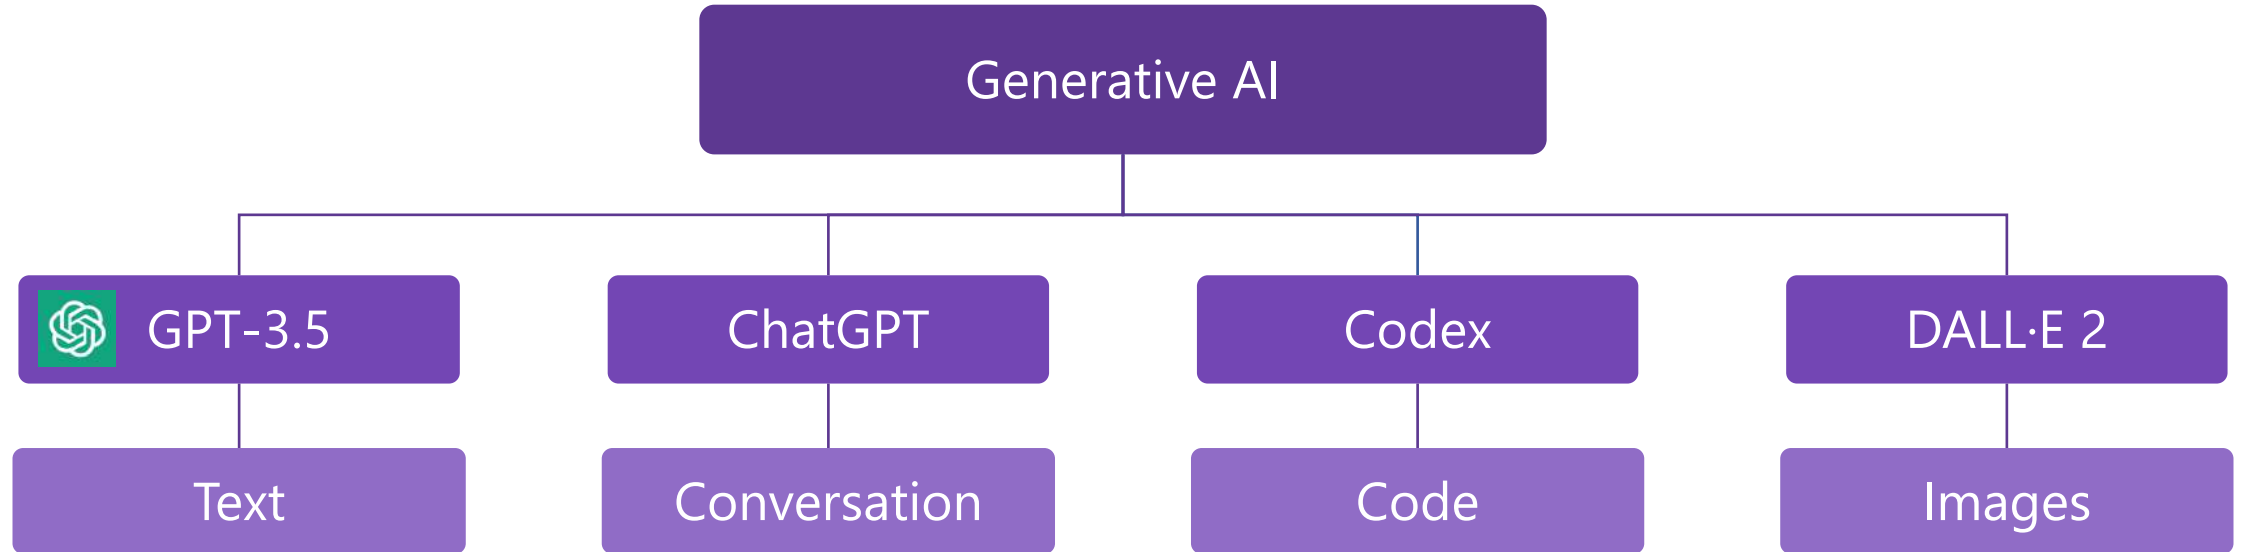 Generative AI
GPT-3.5
ChatGPT
Codex
DALL·E 2
Text
Conversation
Code
Images